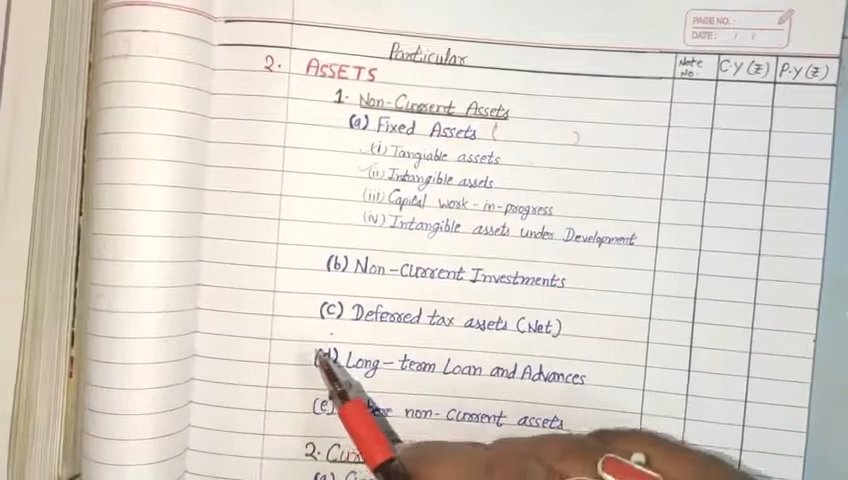 PAGE NO.:
DATE: / /
Particular
Note No.
C.Y (₹)
P.Y (₹)
2. ASSETS
1. Non-Current Assets
(a) Fixed Assets ( )
(i) Tangiable assets
(ii) Intangible assets
(iii) Capital work-in-progress
(iv) Intangible assets under Development
(b) Non-Current Investments
(c) Deferred tax assets (Net)
(d) Long-term Loan and Advances
(e) non-current assets
2.
(a)